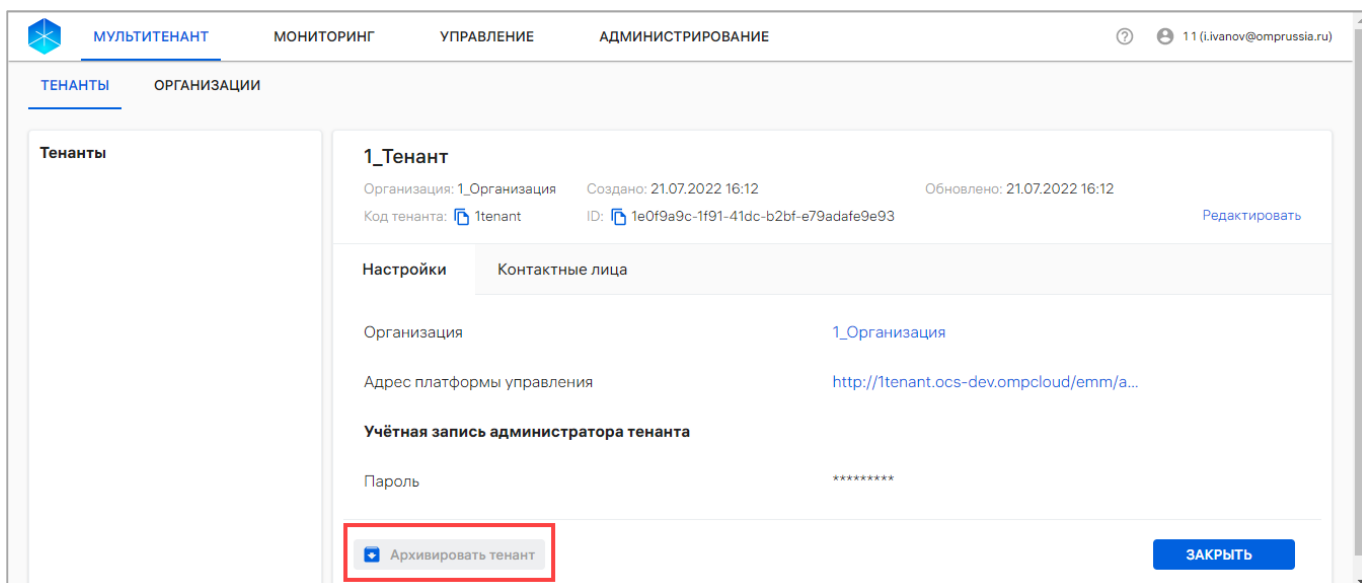 МУЛЬТИТЕНАНТ МОНИТОРИНГ УПРАВЛЕНИЕ АДМИНИСТРИРОВАНИЕ ? 11 (i.ivanov@omprussia.ru)
ТЕНАНТЫ ОРГАНИЗАЦИИ
Тенанты
1_Тенант
Организация: 1_Организация Создано: 21.07.2022 16:12 Обновлено: 21.07.2022 16:12
Код тенанта: 1tenant ID: 1e0f9a9c-1f91-41dc-b2bf-e79adafe9e93 Редактировать
Настройки Контактные лица
Организация 1_Организация
Адрес платформы управления http://1tenant.ocs-dev.ompcloud/emm/a...
Учётная запись администратора тенанта
Пароль *********
Архивировать тенант ЗАКРЫТЬ